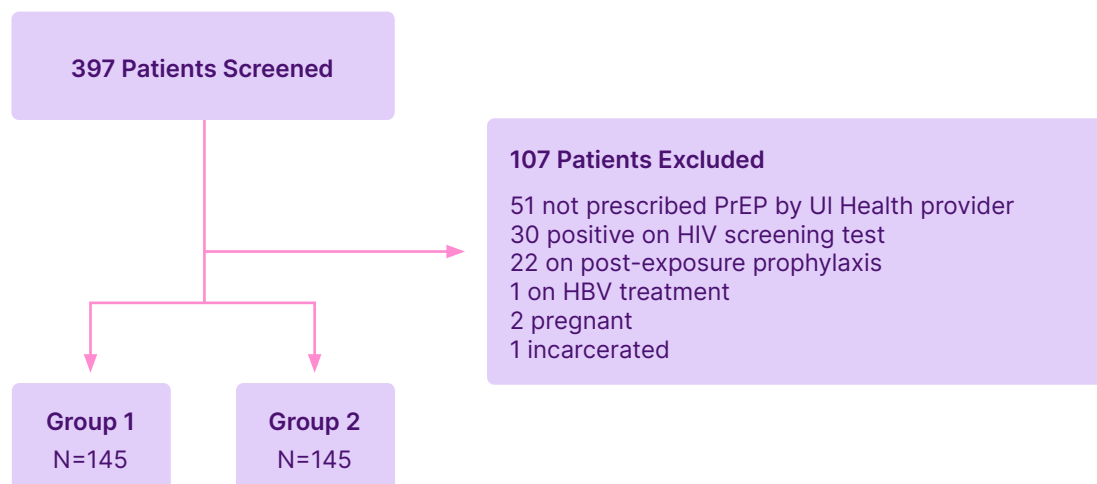 397 Patients Screened
107 Patients Excluded
51 not prescribed PrEP by UI Health provider
30 positive on HIV screening test
22 on post-exposure prophylaxis
1 on HBV treatment
2 pregnant
1 incarcerated
Group 1
N=145
Group 2
N=145